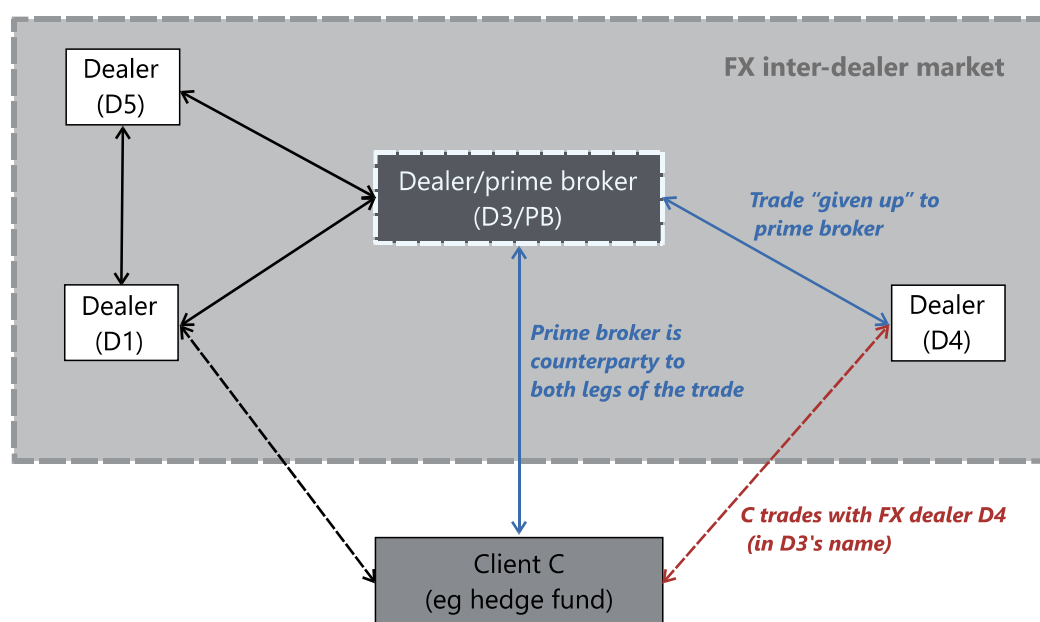 FX inter-dealer market
Dealer
(D5)
Dealer/prime broker
(D3/PB)
Trade “given up” to
prime broker
Dealer
(D1)
Prime broker is
counterparty to
both legs of the trade
Dealer
(D4)
C trades with FX dealer D4
(in D3's name)
Client C
(eg hedge fund)